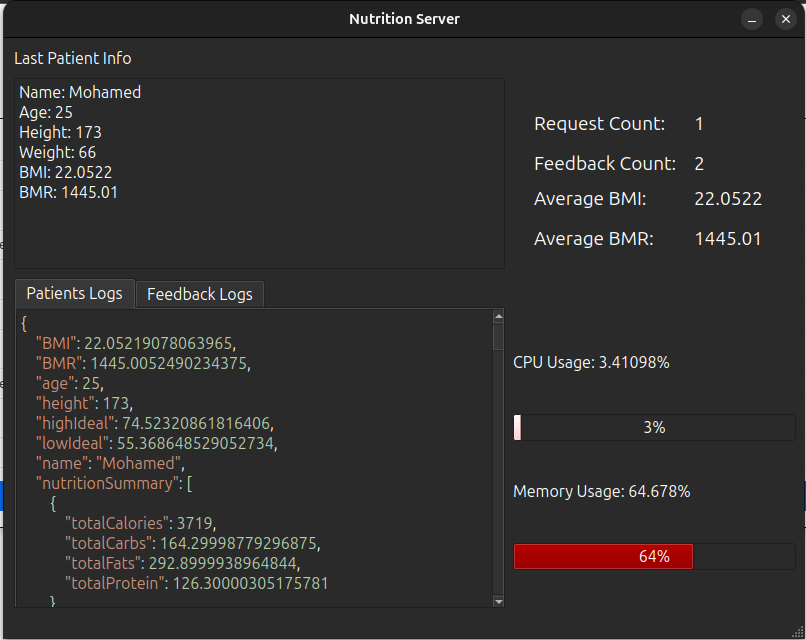 Nutrition Server
Last Patient Info
Name: Mohamed
Age: 25
Height: 173
Weight: 66
BMI: 22.0522
BMR: 1445.01
Request Count: 1
Feedback Count: 2
Average BMI: 22.0522
Average BMR: 1445.01
Patients Logs
Feedback Logs
{
"BMI": 22.05219078063965,
"BMR": 1445.0052490234375,
"age": 25,
"height": 173,
"highIdeal": 74.52320861816406,
"lowIdeal": 55.368648529052734,
"name": "Mohamed",
"nutritionSummary": [
{
"totalCalories": 3719,
"totalCarbs": 164.29998779296875,
"totalFats": 292.8999938964844,
"totalProtein": 126.30000305175781
}
CPU Usage: 3.41098%
3%
Memory Usage: 64.678%
64%